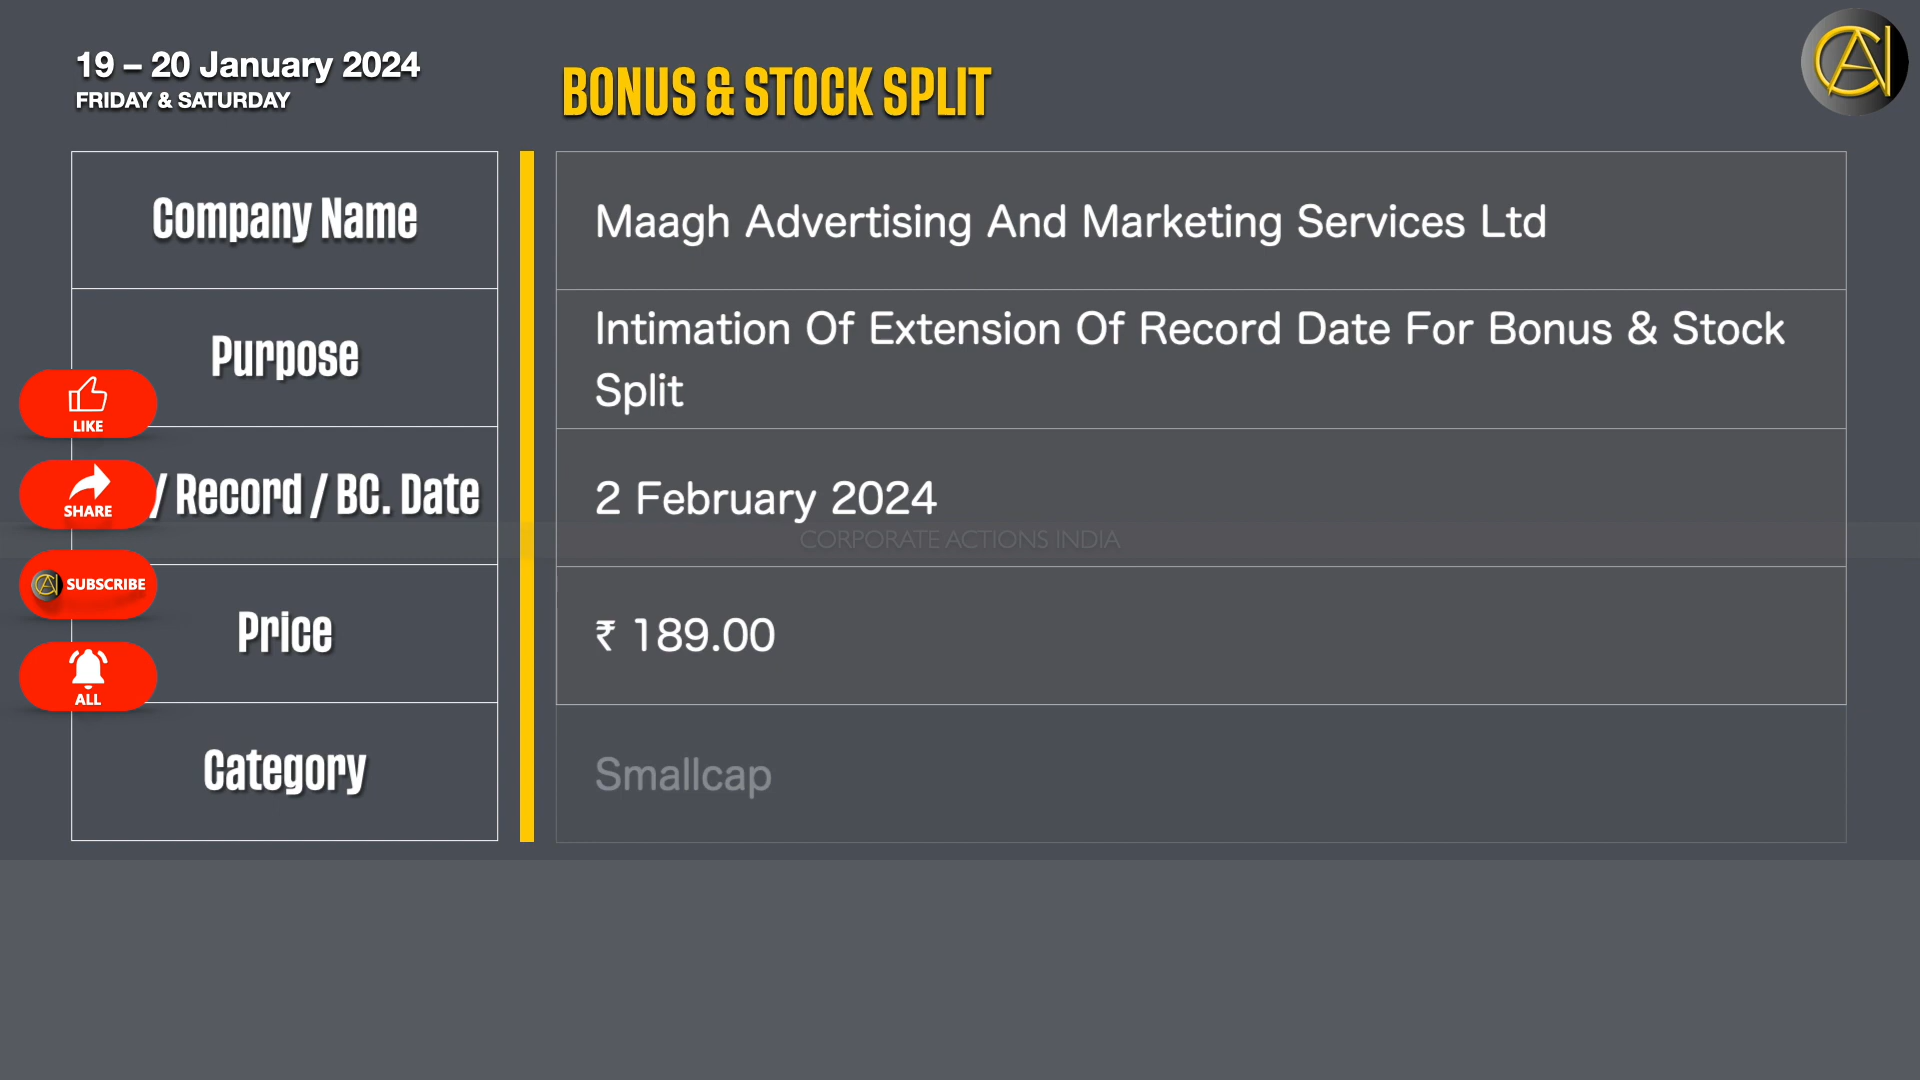 19 – 20 January 2024
FRIDAY & SATURDAY
BONUS & STOCK SPLIT
Company Name
Maagh Advertising And Marketing Services Ltd
Purpose
Intimation Of Extension Of Record Date For Bonus & Stock
Split
/ Record / BC. Date
2 February 2024
CORPORATE ACTIONS INDIA
Price
₹ 189.00
Category
Smallcap
LIKE
SHARE
SUBSCRIBE
ALL